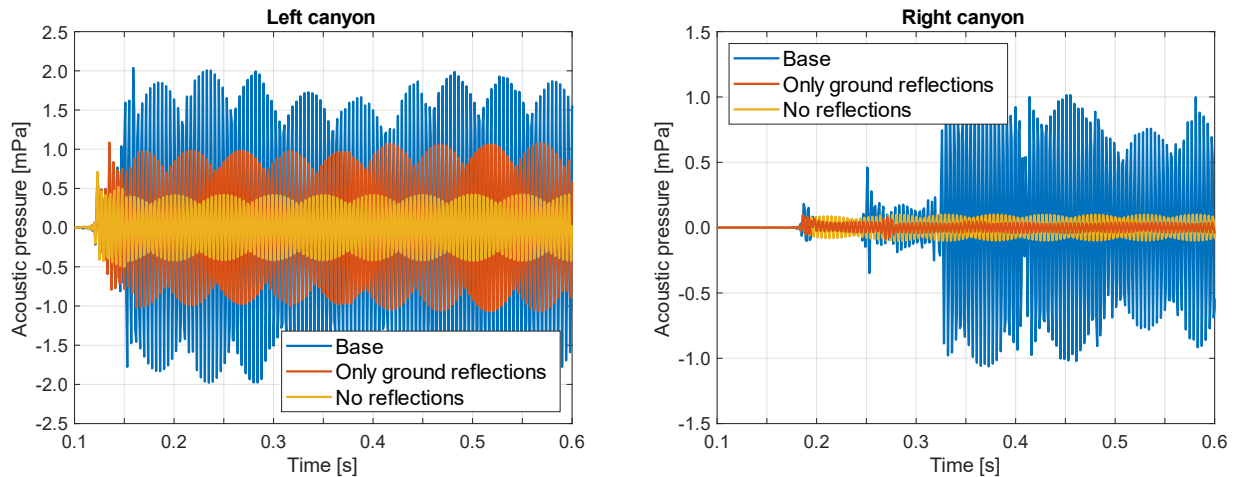 Left canyon
2.5
2.0
1.5
1.0
0.5
0.0
-0.5
-1.0
-1.5
-2.0
-2.5
Acoustic pressure [mPa]
Base
Only ground reflections
No reflections
0.1 0.2 0.3 0.4 0.5 0.6
Time [s]
Right canyon
1.5
1.0
0.5
0.0
-0.5
-1.0
-1.5
Acoustic pressure [mPa]
Base
Only ground reflections
No reflections
0.1 0.2 0.3 0.4 0.5 0.6
Time [s]